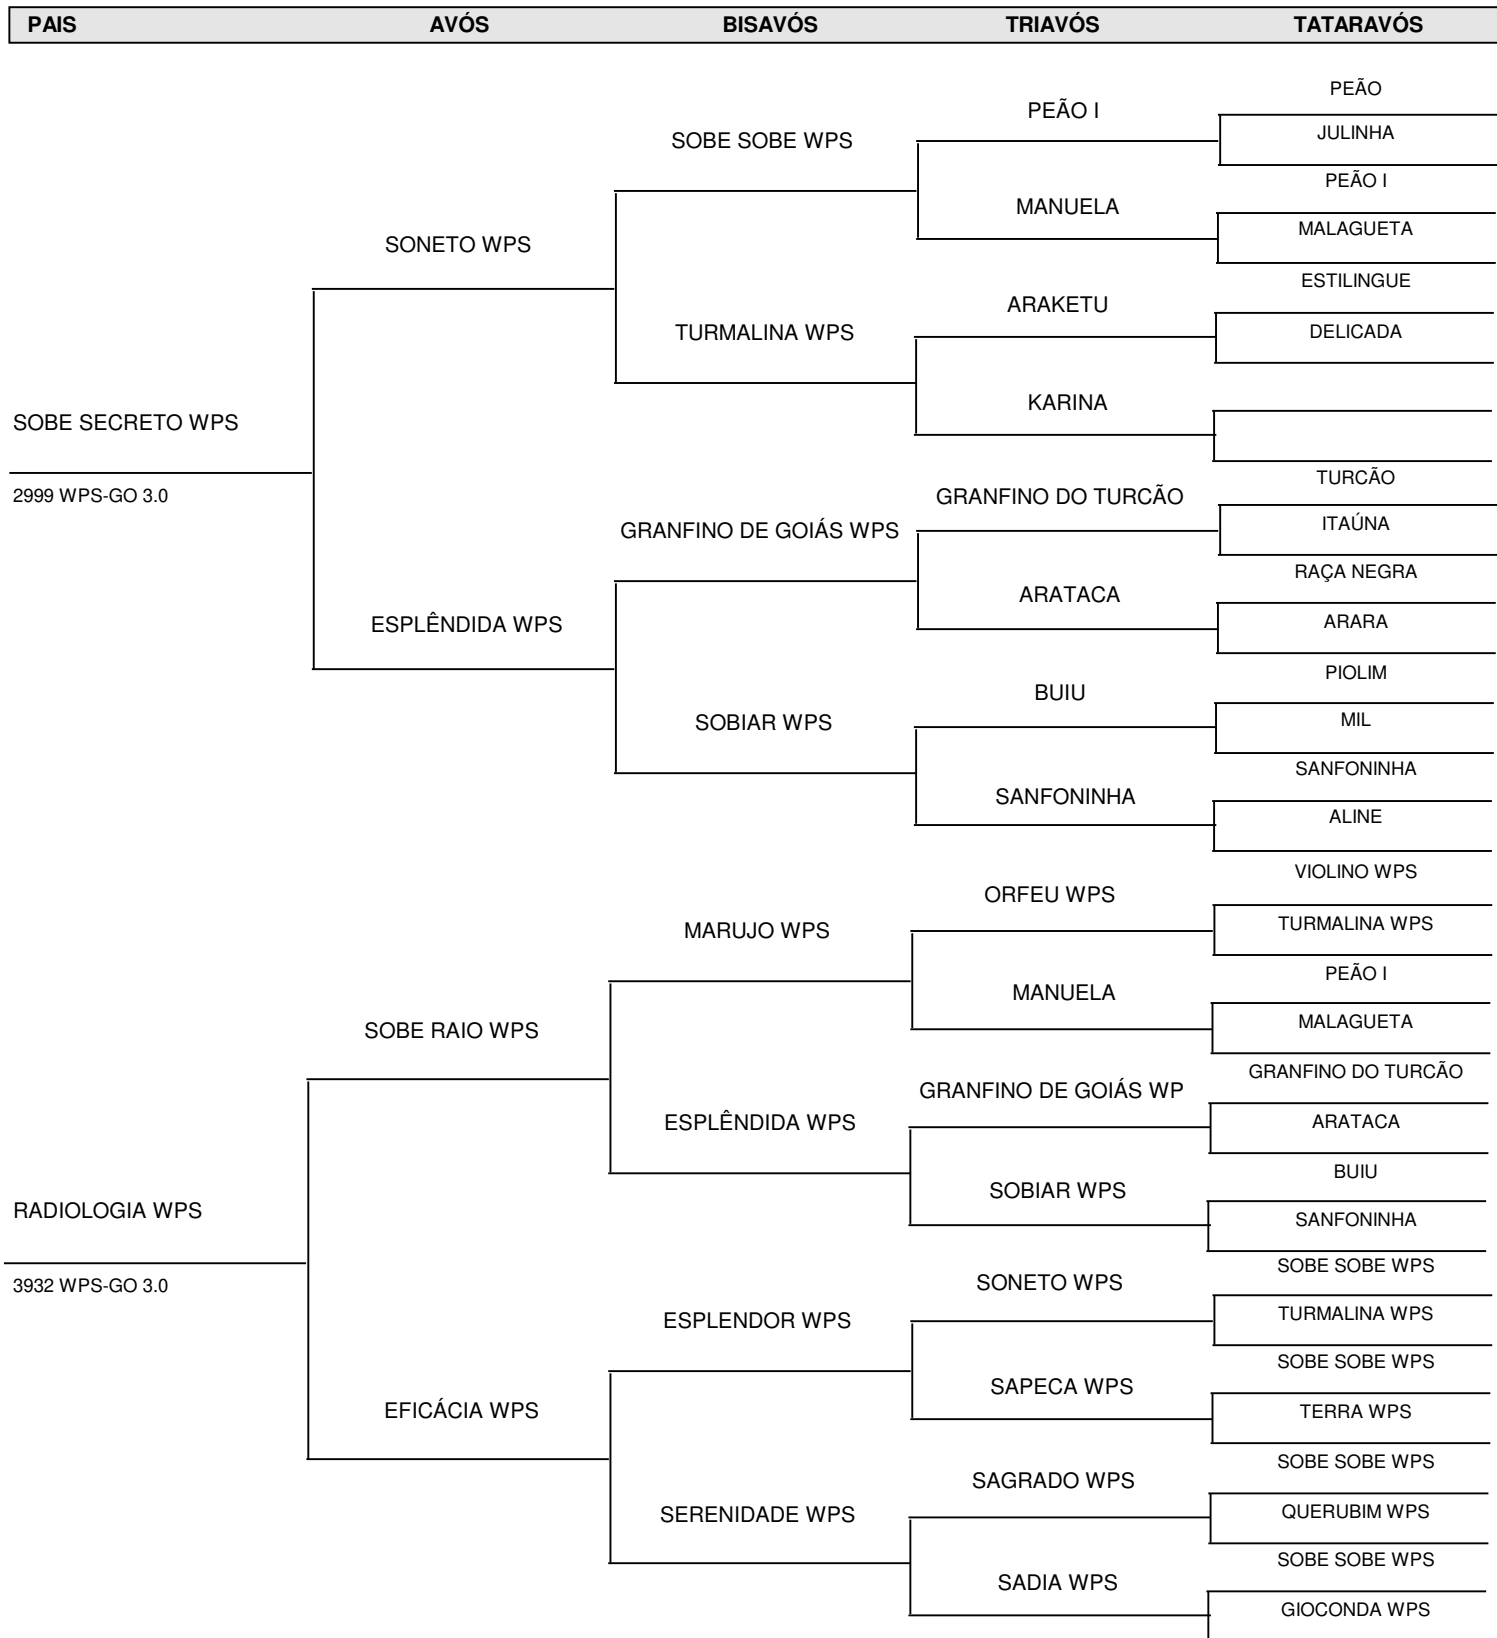 PAIS AVÓS BISAVÓS TRIAVÓS TATARAVÓS
PEÃO
PEÃO I
JULINHA
SOBE SOBE WPS
PEÃO I
MANUELA
MALAGUETA
SONETO WPS
ESTILINGUE
ARAKETU
DELICADA
TURMALINA WPS
KARINA
SOBE SECRETO WPS
2999 WPS-GO 3.0
TURCÃO
GRANFINO DO TURCÃO
ITAÚNA
GRANFINO DE GOIÁS WPS
RAÇA NEGRA
ARATACA
ARARA
ESPLÊNDIDA WPS
PIOLIM
BUIU
MIL
SOBIAR WPS
SANFONINHA
SANFONINHA
ALINE
VIOLINO WPS
ORFEU WPS
TURMALINA WPS
MARUJO WPS
PEÃO I
MANUELA
MALAGUETA
SOBE RAIO WPS
GRANFINO DO TURCÃO
GRANFINO DE GOIÁS WP
ARATACA
ESPLÊNDIDA WPS
BUIU
SOBIAR WPS
SANFONINHA
RADIOLOGIA WPS
3932 WPS-GO 3.0
SOBE SOBE WPS
SONETO WPS
TURMALINA WPS
ESPLENDOR WPS
SOBE SOBE WPS
SAPECA WPS
TERRA WPS
EFICÁCIA WPS
SOBE SOBE WPS
SAGRADO WPS
QUERUBIM WPS
SERENIDADE WPS
SOBE SOBE WPS
SADIA WPS
GIOCONDA WPS